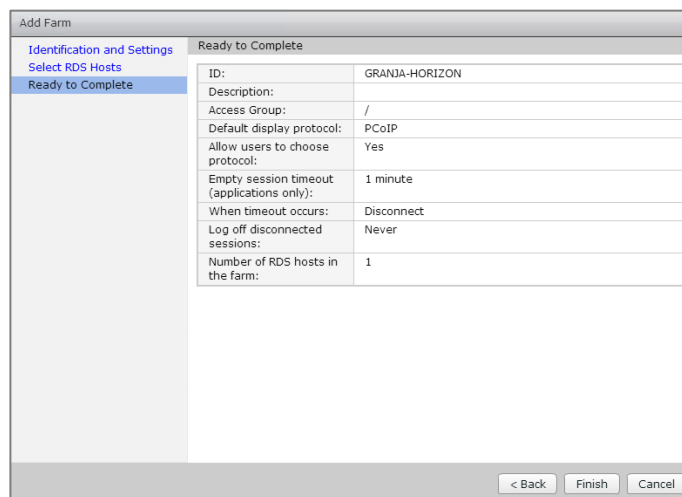 Add Farm
Identification and Settings
Select RDS Hosts
Ready to Complete
Ready to Complete
ID: GRANJA-HORIZON
Description:
Access Group: /
Default display protocol: PCoIP
Allow users to choose Yes
protocol:
Empty session timeout 1 minute
(applications only):
When timeout occurs: Disconnect
Log off disconnected Never
sessions:
Number of RDS hosts in 1
the farm:
< Back Finish Cancel